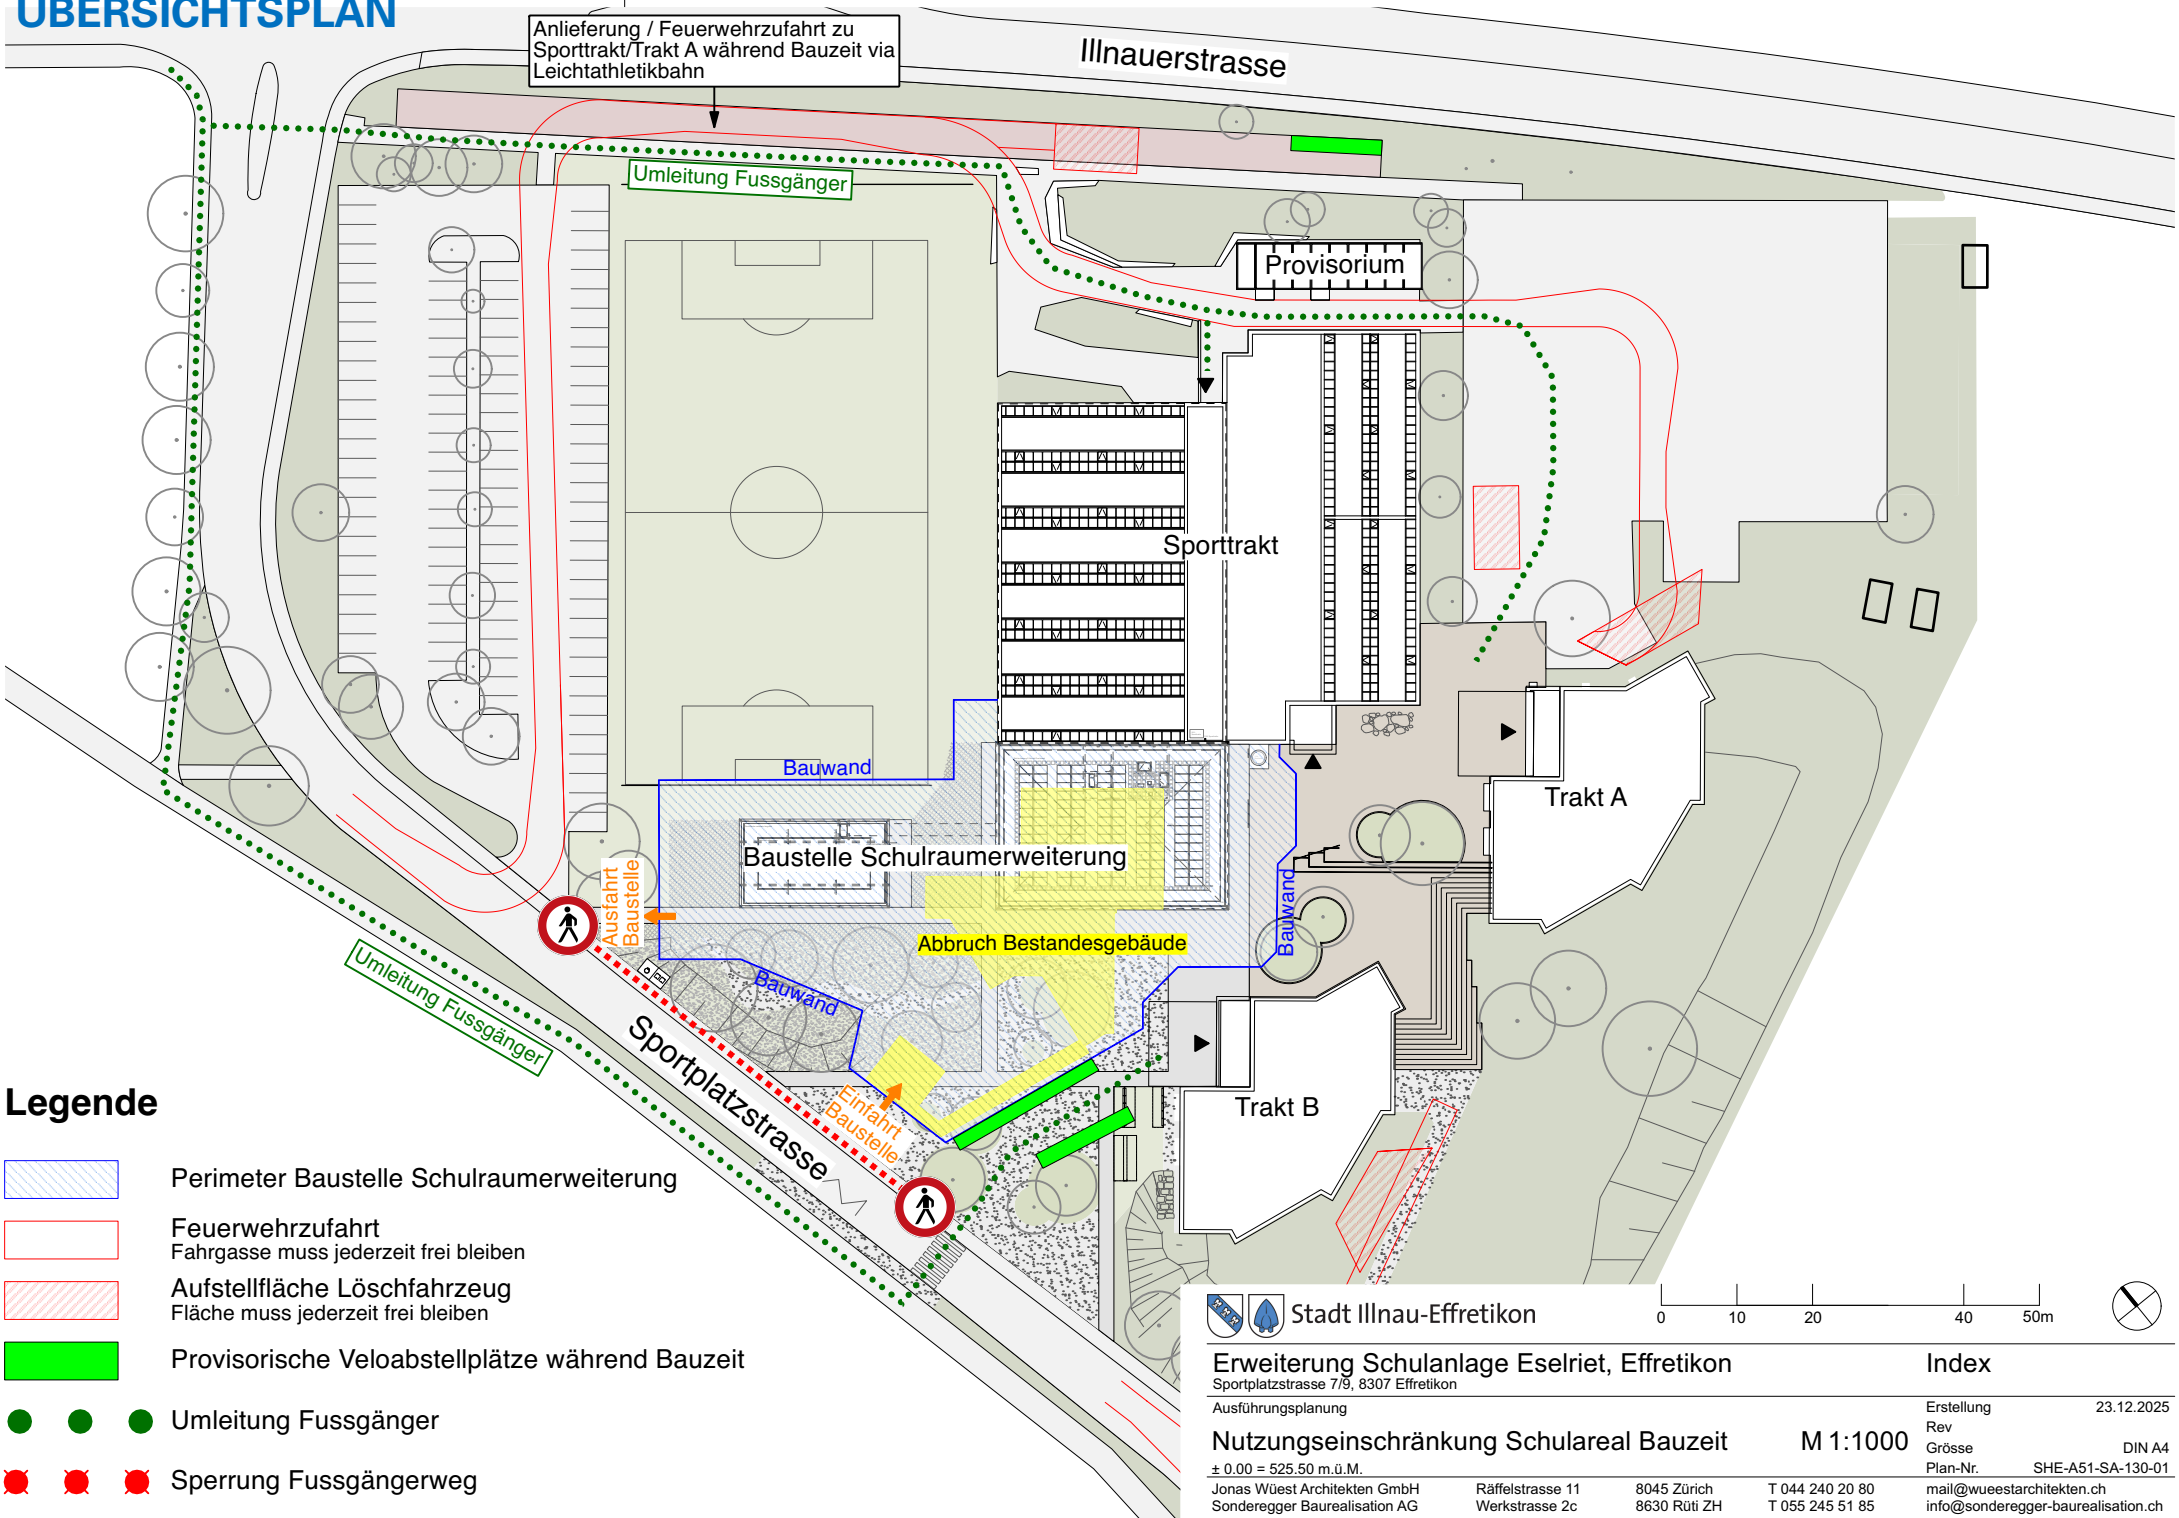 ÜBERSICHTSPLAN
Anlieferung / Feuerwehrzufahrt zu
Sporttrakt/Trakt A während Bauzeit via
Leichtathletikbahn
Illnauerstrasse
Umleitung Fussgänger
Provisorium
Sporttrakt
Bauwand
Trakt A
Baustelle Schulraumerweiterung
Ausfahrt
Baustelle
Bauwand
Abbruch Bestandesgebäude
Bauwand
Umleitung Fussgänger
Sportplatzstrasse
Einfahrt
Baustelle
Trakt B
Legende
Perimeter Baustelle Schulraumerweiterung
Feuerwehrzufahrt
Fahrgasse muss jederzeit frei bleiben
Aufstellfläche Löschfahrzeug
Fläche muss jederzeit frei bleiben
Provisorische Veloabstellplätze während Bauzeit
Umleitung Fussgänger
Sperrung Fussgängerweg
Stadt Illnau-Effretikon
0 10 20 40 50m
Erweiterung Schulanlage Eselriet, Effretikon
Index
Sportplatzstrasse 7/9, 8307 Effretikon
Ausführungsplanung
Erstellung 23.12.2025
Rev
Nutzungseinschränkung Schulareal Bauzeit M 1:1000
Grösse DIN A4
± 0.00 = 525.50 m.ü.M.
Plan-Nr. SHE-A51-SA-130-01
Jonas Wüest Architekten GmbH Räffelstrasse 11 8045 Zürich T 044 240 20 80 mail@wueestarchitekten.ch
Sonderegger Baurealisation AG Werkstrasse 2c 8630 Rüti ZH T 055 245 51 85 info@sonderegger-baurealisation.ch